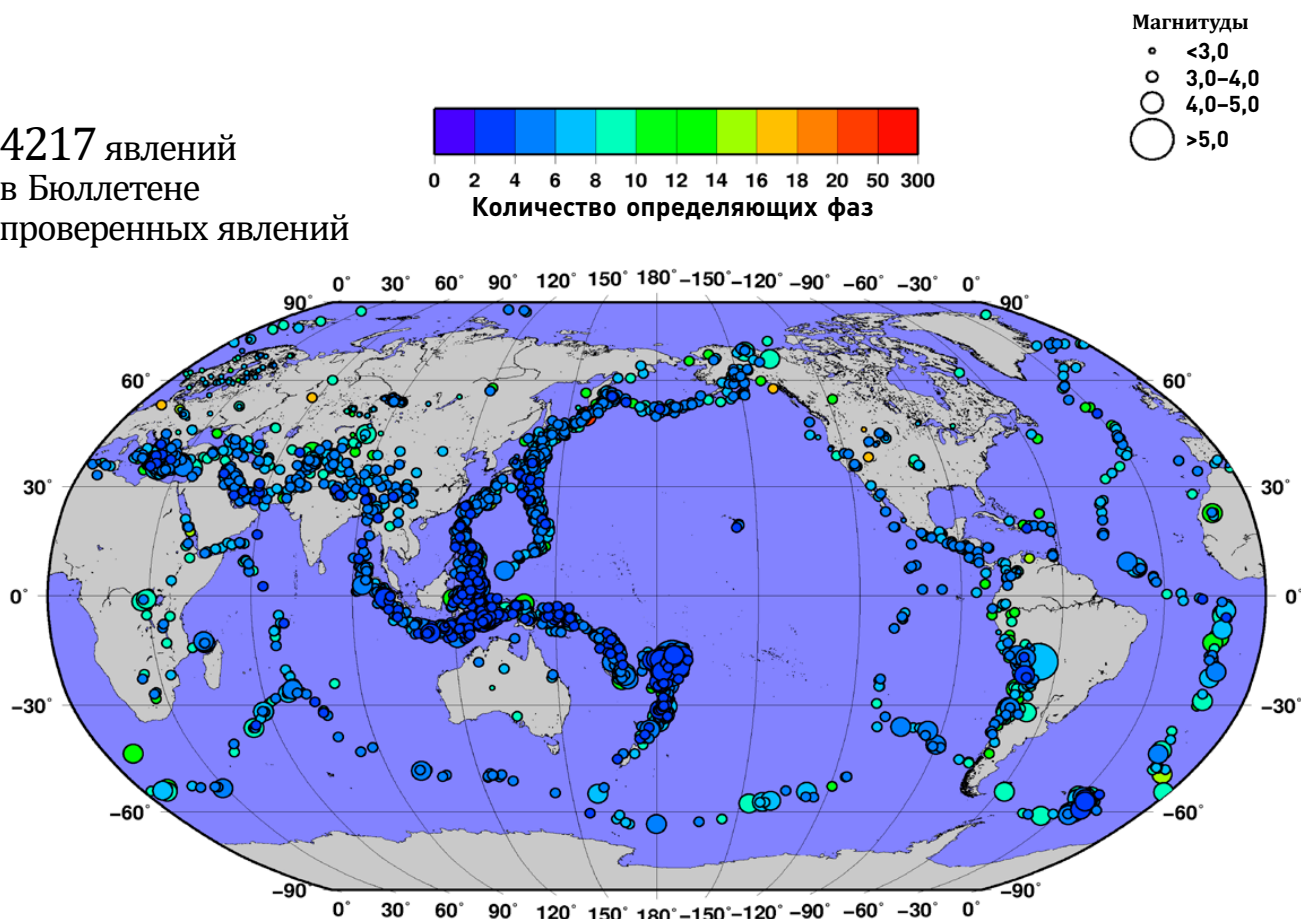 Магнитуды
<3,0
3,0–4,0
4,0–5,0
>5,0
4217 явлений
в Бюллетене
проверенных явлений
0 2 4 6 8 10 12 14 16 18 20 50 300
Количество определяющих фаз
0° 30° 60° 90° 120° 150° 180° −150° −120° −90° −60° −30° 0°
90° 90°
60° 60°
30° 30°
0° 0°
−30° −30°
−60° −60°
−90° −90°
0° 30° 60° 90° 120° 150° 180° −150° −120° −90° −60° −30° 0°